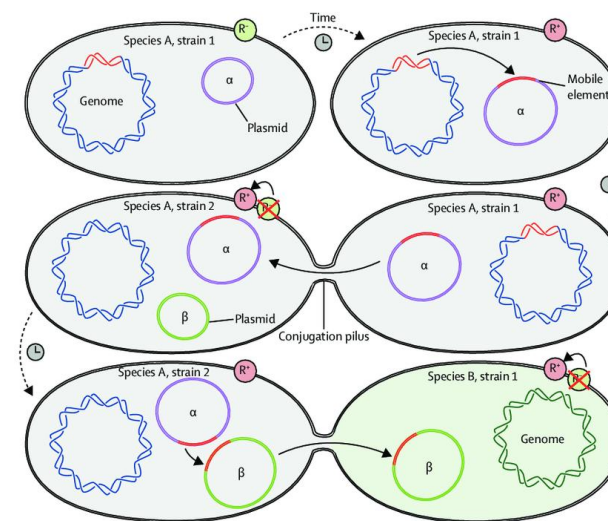 Species A, strain 1
R⁻
Time
R⁺
Species A, strain 1
Genome
α
Plasmid
α
Mobile
element
Species A, strain 2
R⁺
Species A, strain 1
R⁺
α
α
β
Plasmid
Conjugation pilus
Species A, strain 2
R⁺
Species B, strain 1
R⁺
α
β
β
Genome